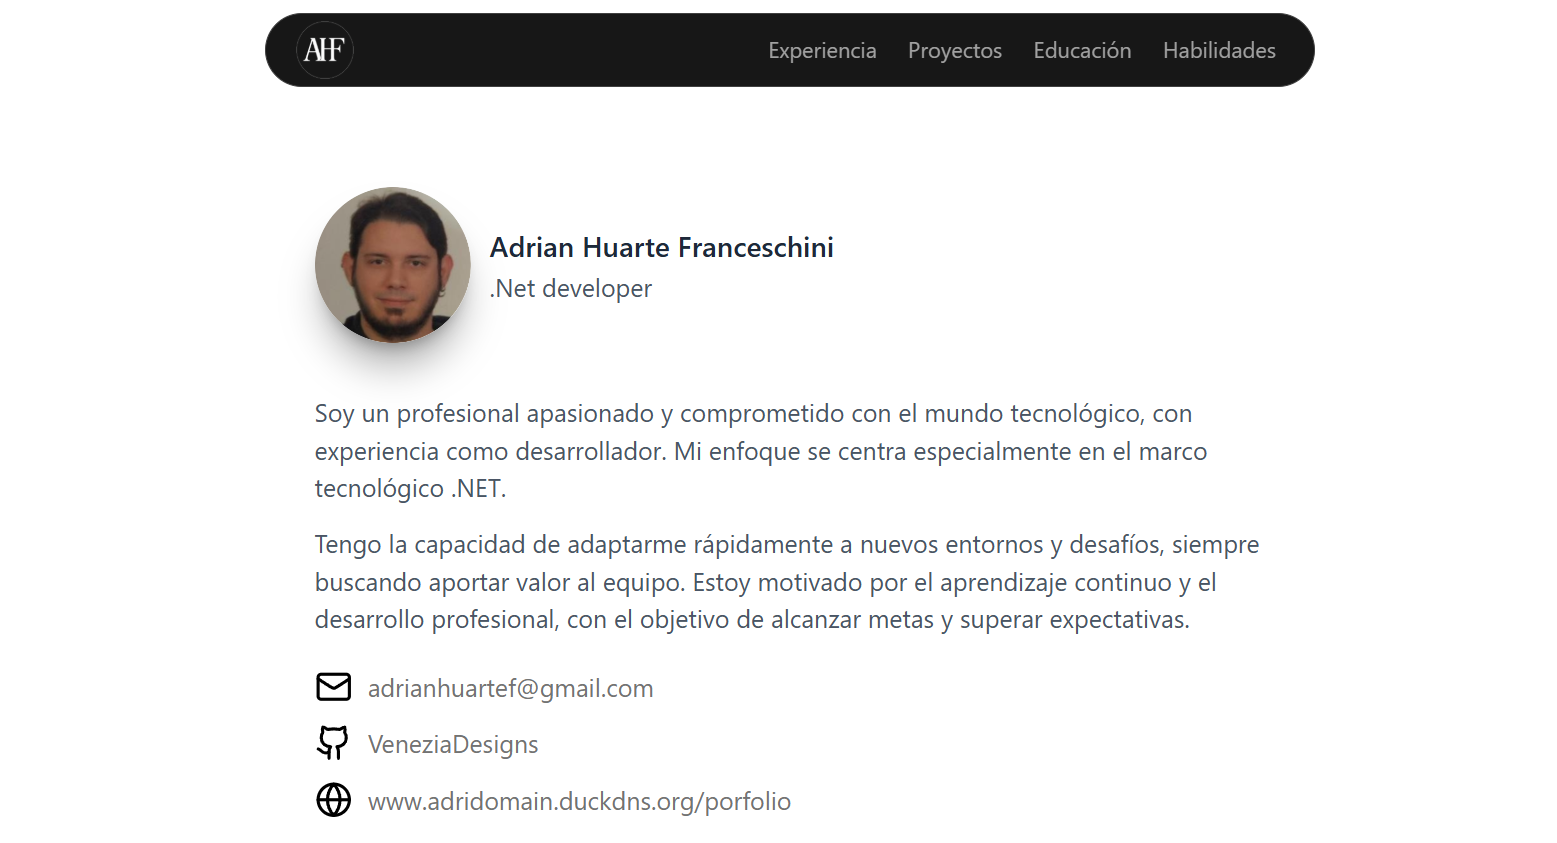 AHF
Experiencia Proyectos Educación Habilidades
Adrian Huarte Franceschini
.Net developer
Soy un profesional apasionado y comprometido con el mundo tecnológico, con
experiencia como desarrollador. Mi enfoque se centra especialmente en el marco
tecnológico .NET.
Tengo la capacidad de adaptarme rápidamente a nuevos entornos y desafíos, siempre
buscando aportar valor al equipo. Estoy motivado por el aprendizaje continuo y el
desarrollo profesional, con el objetivo de alcanzar metas y superar expectativas.
adrianhuartef@gmail.com
VeneziaDesigns
www.adridomain.duckdns.org/porfolio